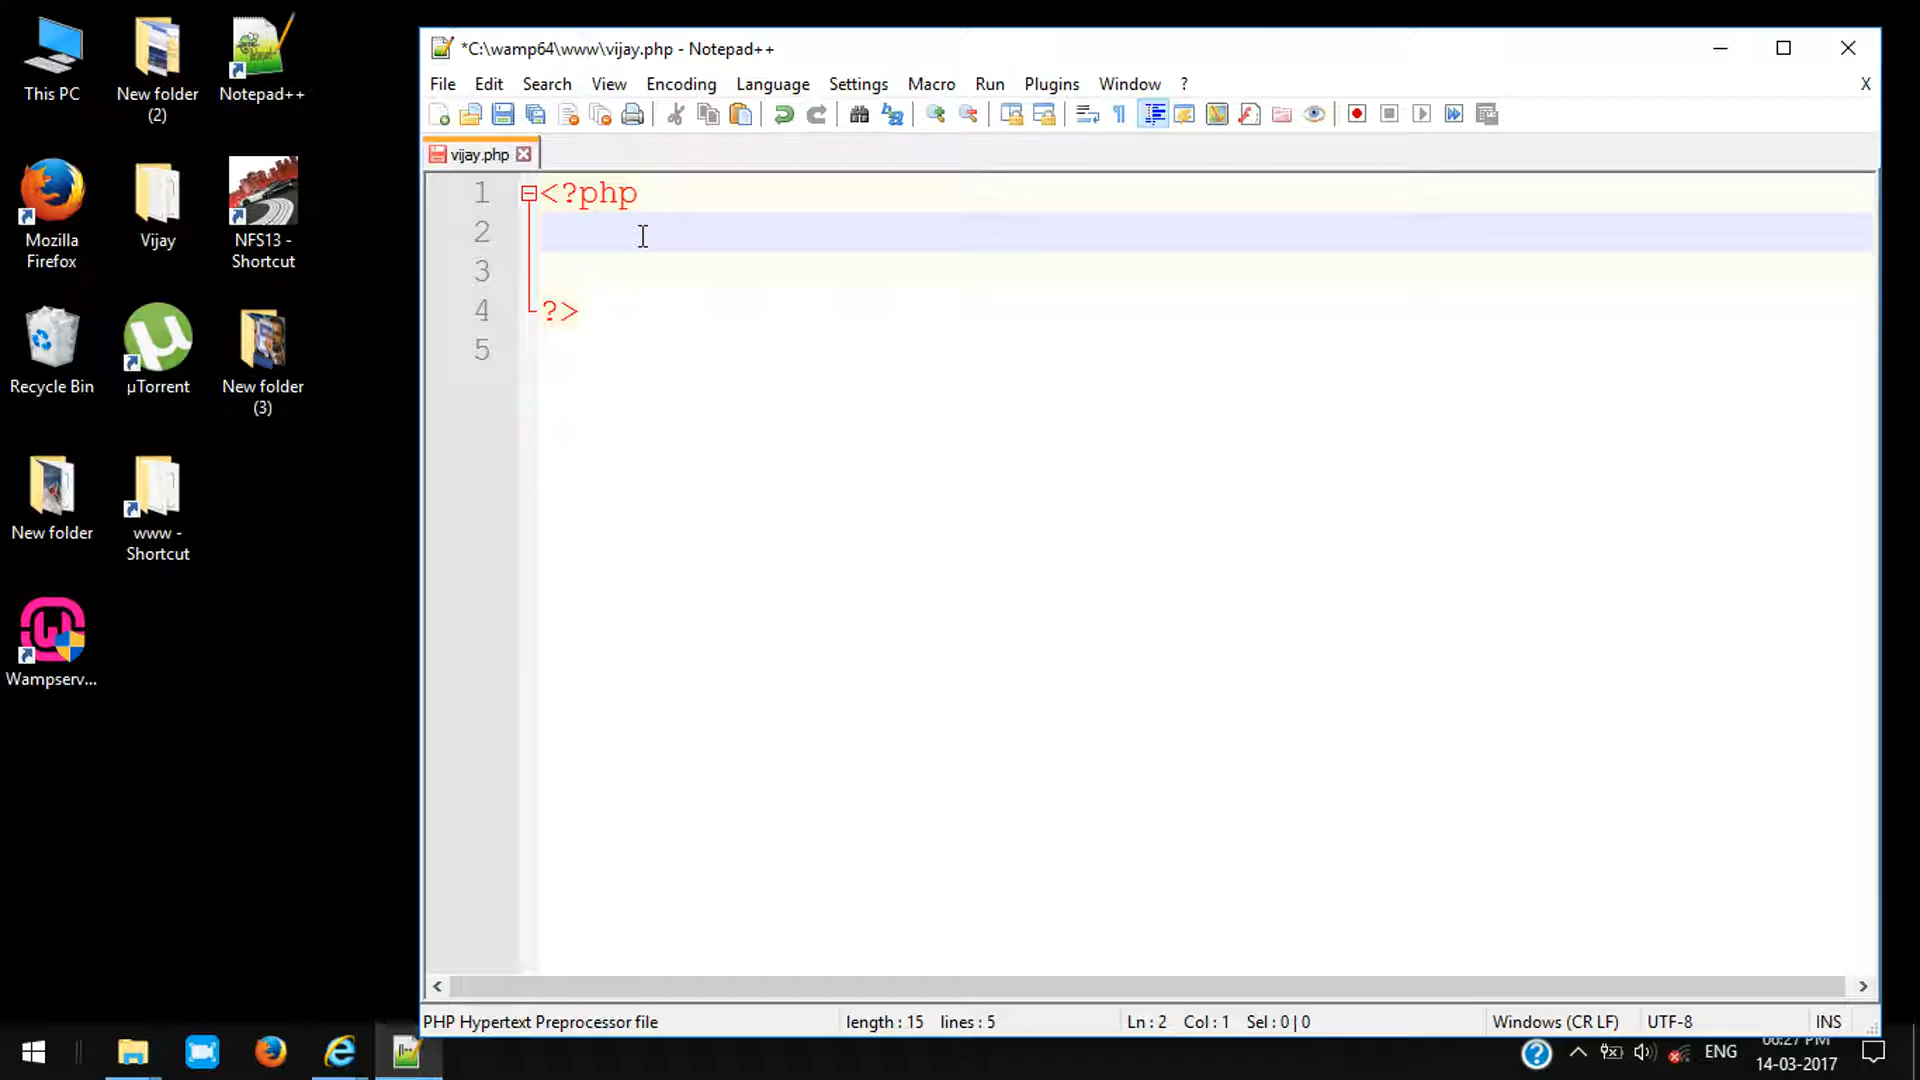 This PC
New folder
(2)
Notepad++
Mozilla
Firefox
Vijay
NFS13 -
Shortcut
Recycle Bin
µTorrent
New folder
(3)
New folder
www -
Shortcut
Wampserv...
*C:\wamp64\www\vijay.php - Notepad++
File Edit Search View Encoding Language Settings Macro Run Plugins Window ? X
vijay.php
1 <?php
2
3
4 ?>
5
PHP Hypertext Preprocessor file length : 15 lines : 5 Ln : 2 Col : 1 Sel : 0 | 0 Windows (CR LF) UTF-8 INS
ENG
06:27 PM
14-03-2017